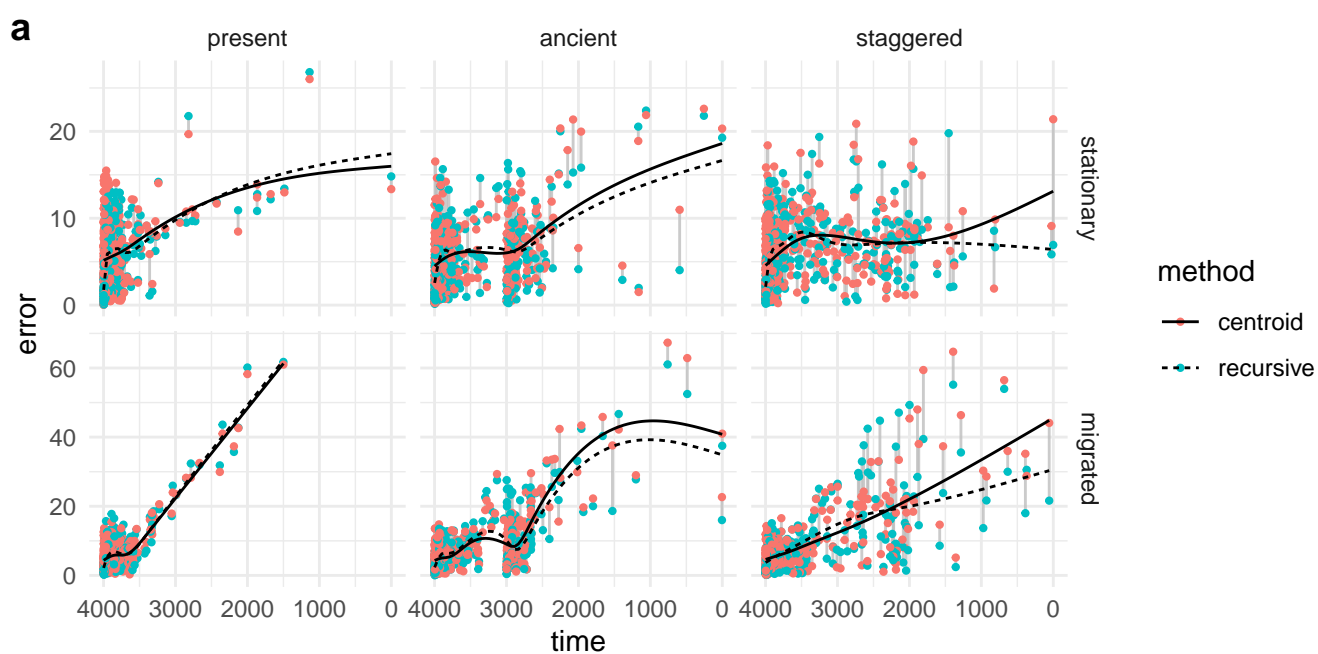 a
present ancient staggered
20
10
0
stationary
error
60
40
20
0
migrated
4000 3000 2000 1000 0 4000 3000 2000 1000 0 4000 3000 2000 1000 0
time
method
centroid
recursive